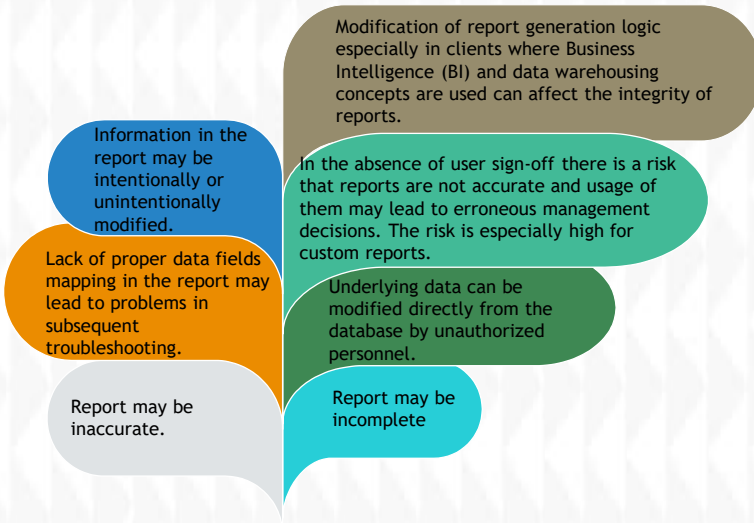 Modification of report generation logic
especially in clients where Business
Intelligence (BI) and data warehousing
concepts are used can affect the integrity of
reports.
Information in the
report may be
intentionally or
unintentionally
modified.
In the absence of user sign-off there is a risk
that reports are not accurate and usage of
them may lead to erroneous management
decisions. The risk is especially high for
custom reports.
Lack of proper data fields
mapping in the report may
lead to problems in
subsequent
troubleshooting.
Underlying data can be
modified directly from the
database by unauthorized
personnel.
Report may be
inaccurate.
Report may be
incomplete